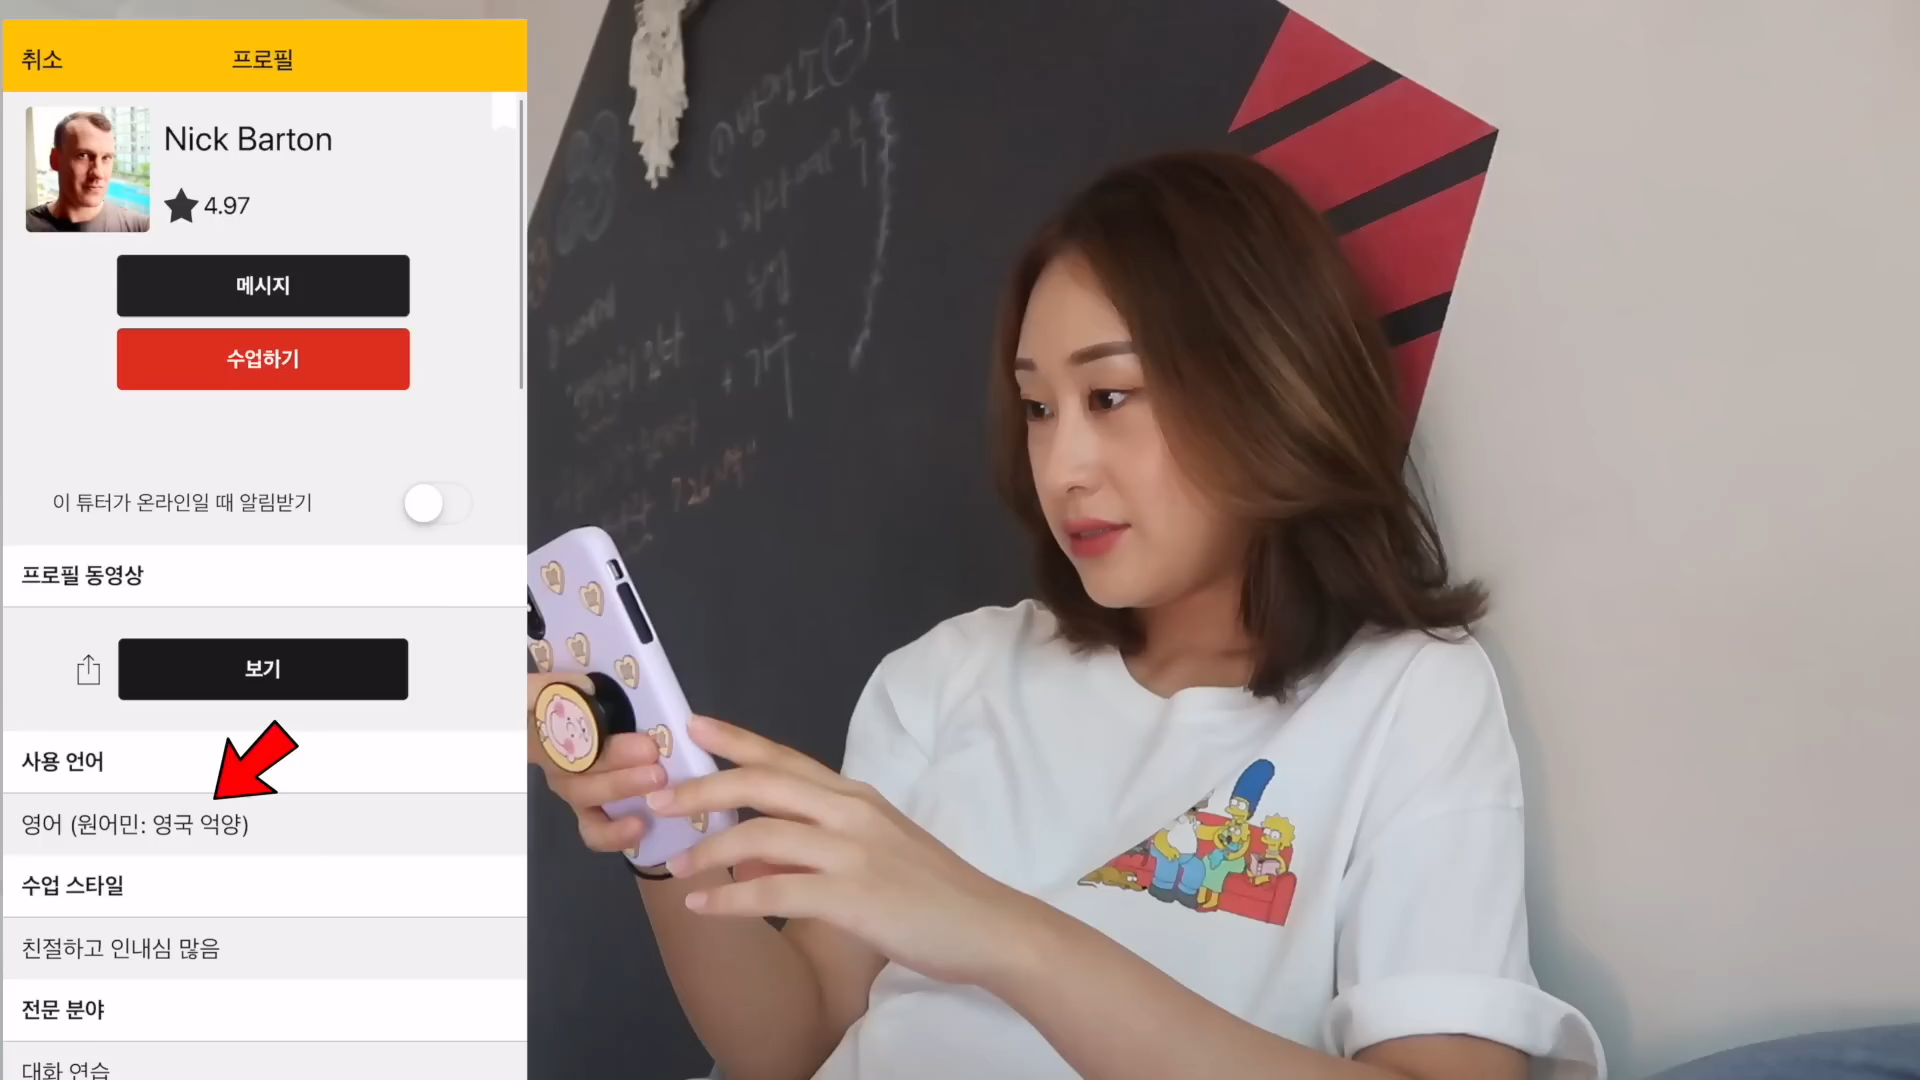 취소
프로필
Nick Barton
4.97
메시지
수업하기
이 튜터가 온라인일 때 알림받기
프로필 동영상
보기
사용 언어
영어 (원어민: 영국 억양)
수업 스타일
친절하고 인내심 많음
전문 분야
대화 연습